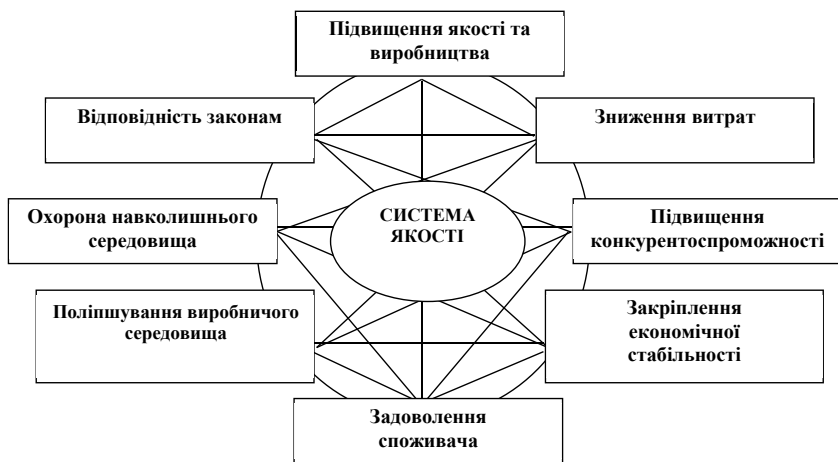 Підвищення якості та
виробництва
Відповідність законам
Зниження витрат
Охорона навколишнього
середовища
СИСТЕМА
ЯКОСТІ
Підвищення
конкурентоспроможності
Поліпшування виробничого
середовища
Закріплення
економічної
стабільності
Задоволення
споживача